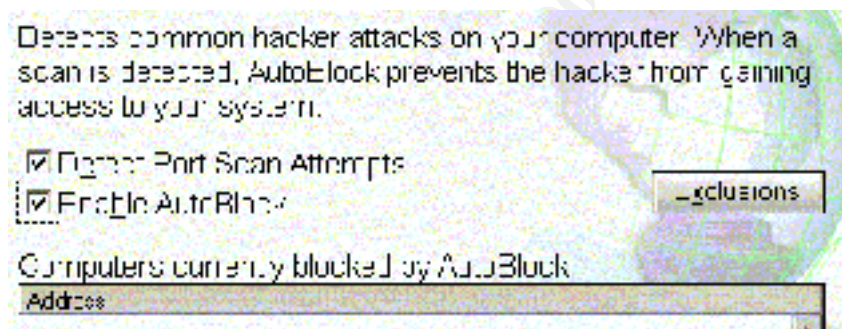 Detects common hacker attacks on your computer. When a
scan is detected, AutoBlock prevents the hacker from gaining
access to your system.
Detect Port Scan Attempts
Enable AutoBlock
Exclusions
Computers currently blocked by AutoBlock
Address